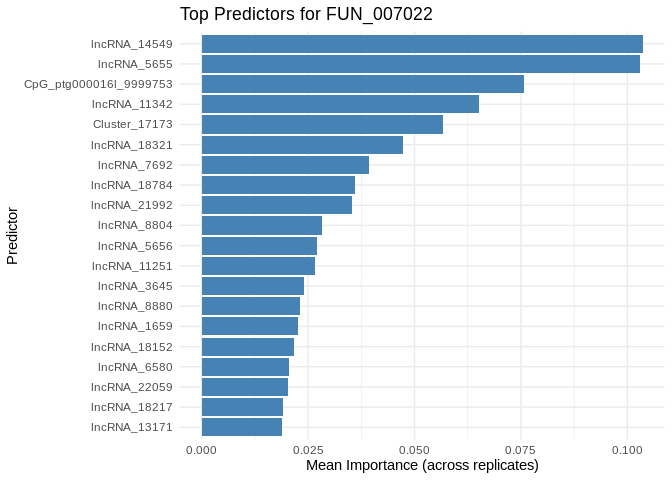 Top Predictors for FUN_007022
Predictor
lncRNA_14549
lncRNA_5655
CpG_ptg000016l_9999753
lncRNA_11342
Cluster_17173
lncRNA_18321
lncRNA_7692
lncRNA_18784
lncRNA_21992
lncRNA_8804
lncRNA_5656
lncRNA_11251
lncRNA_3645
lncRNA_8880
lncRNA_1659
lncRNA_18152
lncRNA_6580
lncRNA_22059
lncRNA_18217
lncRNA_13171
0.000 0.025 0.050 0.075 0.100
Mean Importance (across replicates)